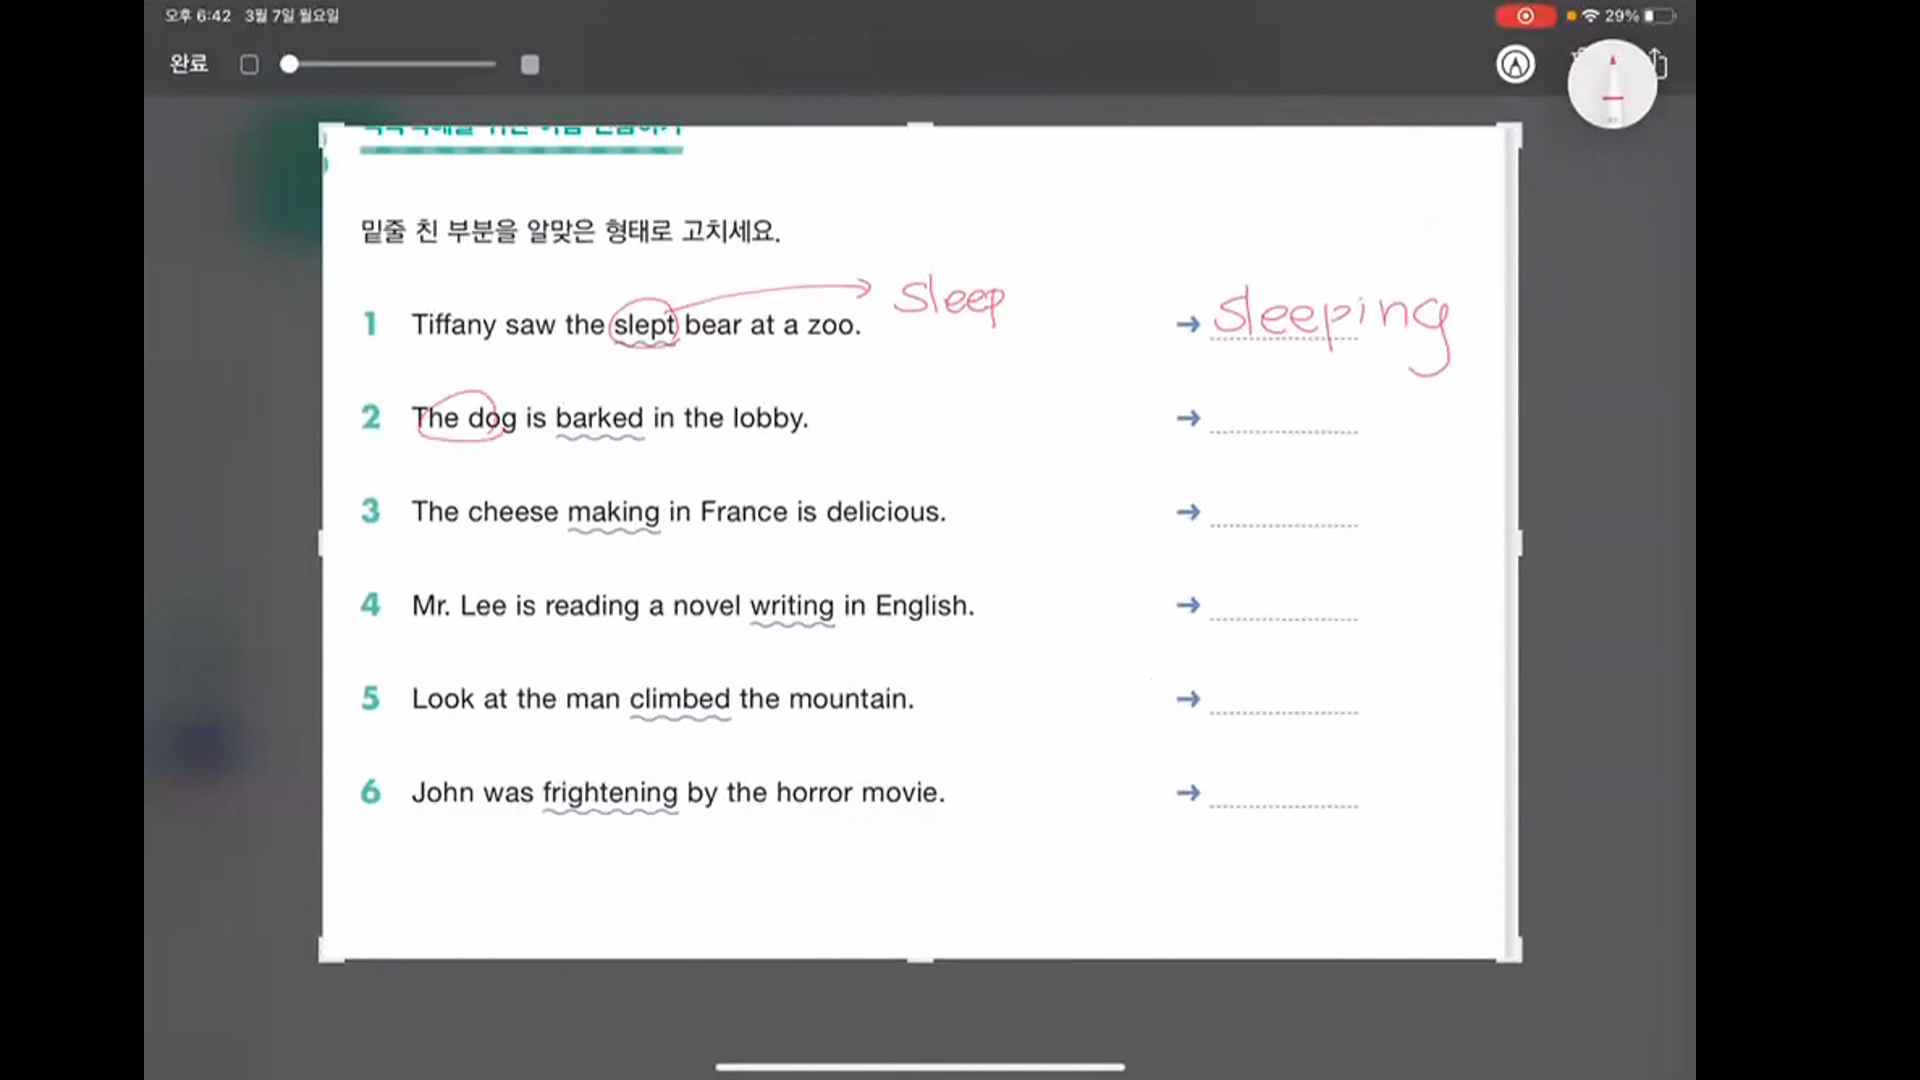 오후 6:42 3월 7일 월요일
29%
완료
밑줄 친 부분을 알맞은 형태로 고치세요.
sleep
1 Tiffany saw the slept bear at a zoo. → sleeping
2 The dog is barked in the lobby. →
3 The cheese making in France is delicious. →
4 Mr. Lee is reading a novel writing in English. →
5 Look at the man climbed the mountain. →
6 John was frightening by the horror movie. →